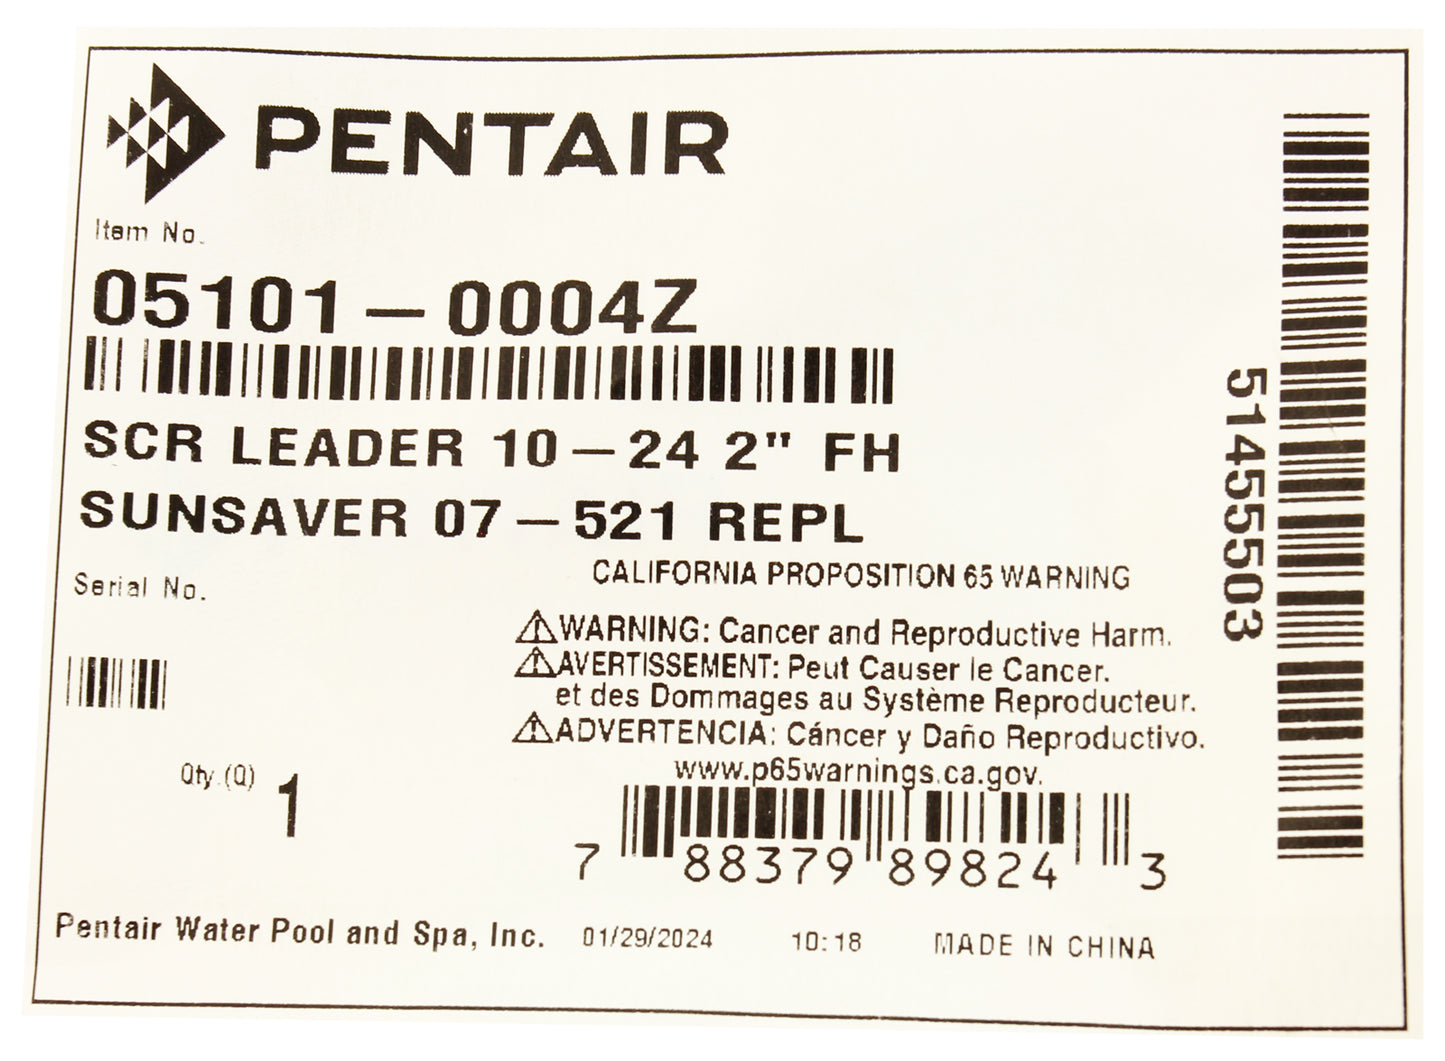 PENTAIR
Item No.
05101-0004Z
SCR LEADER 10-24 2" FH
SUNSAVER 07-521 REPL
51455503
Serial No.
CALIFORNIA PROPOSITION 65 WARNING
⚠WARNING: Cancer and Reproductive Harm.
⚠AVERTISSEMENT: Peut Causer le Cancer.
et des Dommages au Système Reproducteur.
⚠ADVERTENCIA: Cáncer y Daño Reproductivo.
www.p65warnings.ca.gov.
Qty.(Q) 1
7 88379 89824 3
Pentair Water Pool and Spa, Inc. 01/29/2024 10:18 MADE IN CHINA